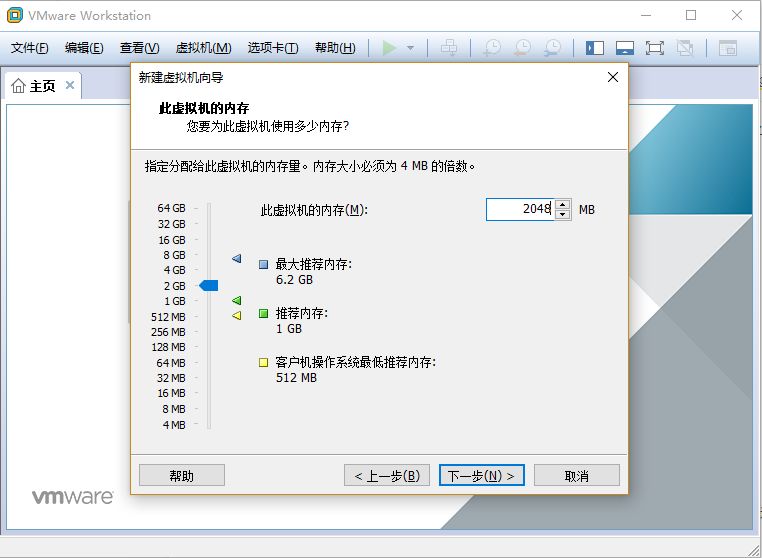 VMware Workstation
文件(F) 编辑(E) 查看(V) 虚拟机(M) 选项卡(T) 帮助(H)
主页
新建虚拟机向导
此虚拟机的内存
您要为此虚拟机使用多少内存?
指定分配给此虚拟机的内存量。内存大小必须为 4 MB 的倍数。
64 GB
32 GB
16 GB
8 GB
4 GB
2 GB
1 GB
512 MB
256 MB
128 MB
64 MB
32 MB
16 MB
8 MB
4 MB
此虚拟机的内存(M): 2048 MB
最大推荐内存:
6.2 GB
推荐内存:
1 GB
客户机操作系统最低推荐内存:
512 MB
帮助 < 上一步(B) 下一步(N) > 取消
vmware